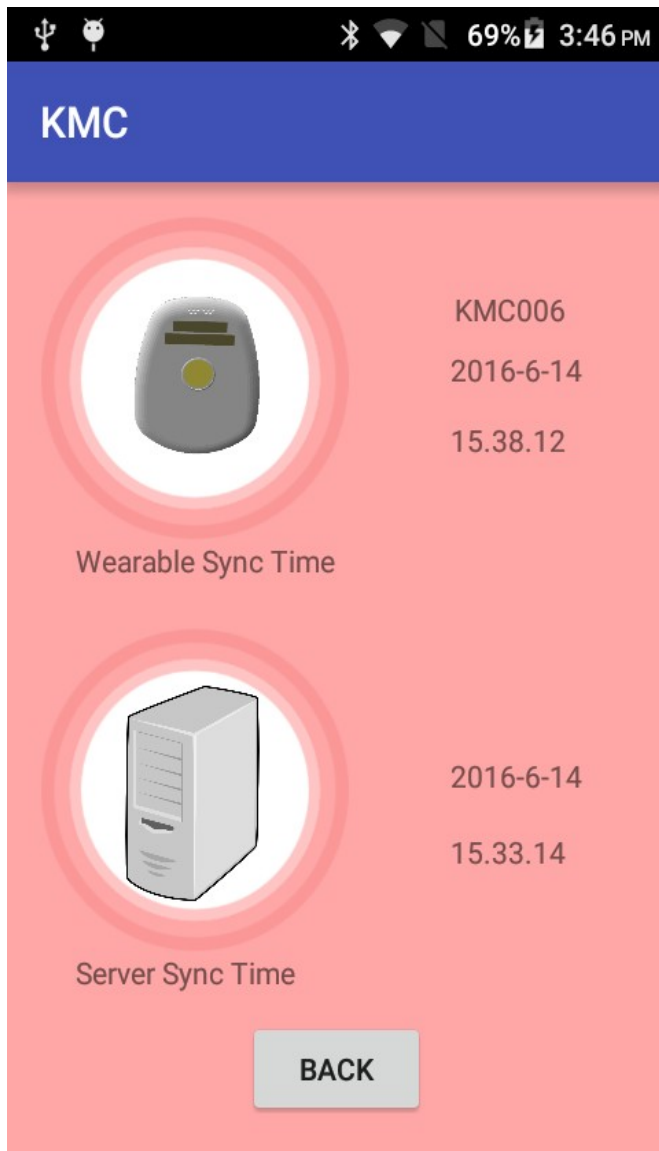 69% 3:46 PM
KMC
KMC006
2016-6-14
15.38.12
Wearable Sync Time
2016-6-14
15.33.14
Server Sync Time
BACK